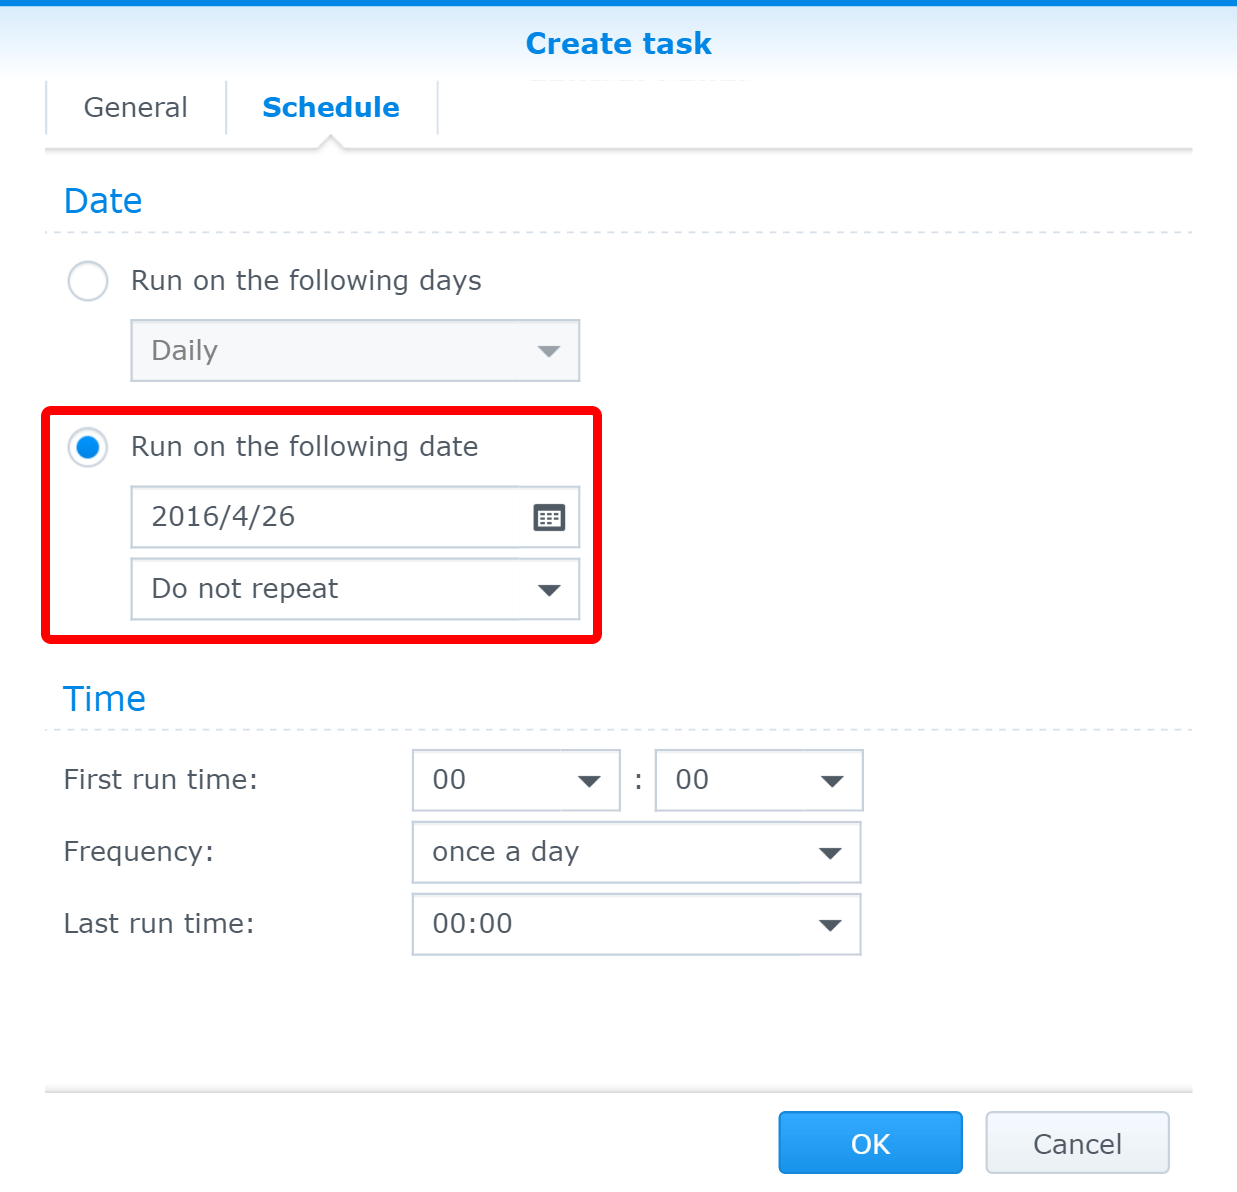 Create task
General Schedule
Date
Run on the following days
Daily
Run on the following date
2016/4/26
Do not repeat
Time
First run time: 00 : 00
Frequency: once a day
Last run time: 00:00
OK Cancel